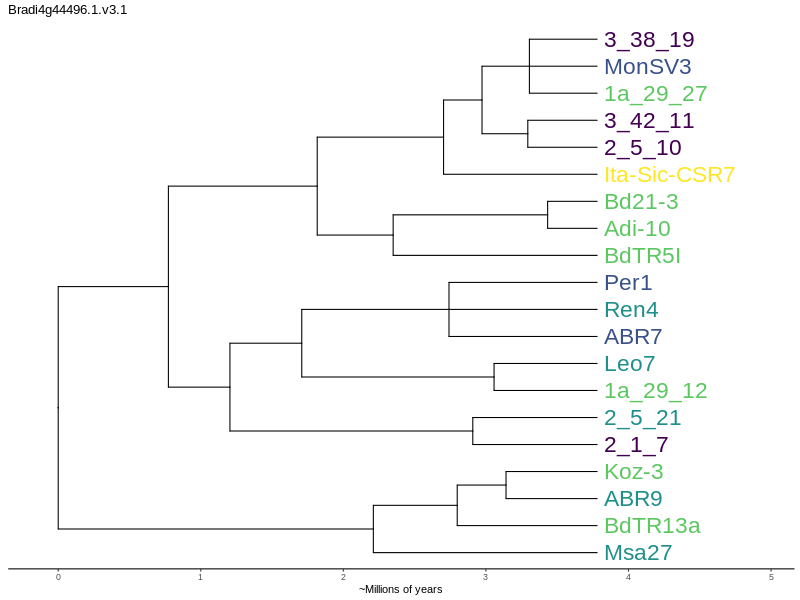 Bradi4g44496.1.v3.1
3_38_19
MonSV3
1a_29_27
3_42_11
2_5_10
Ita-Sic-CSR7
Bd21-3
Adi-10
BdTR5I
Per1
Ren4
ABR7
Leo7
1a_29_12
2_5_21
2_1_7
Koz-3
ABR9
BdTR13a
Msa27
0 1 2 3 4 5
~Millions of years